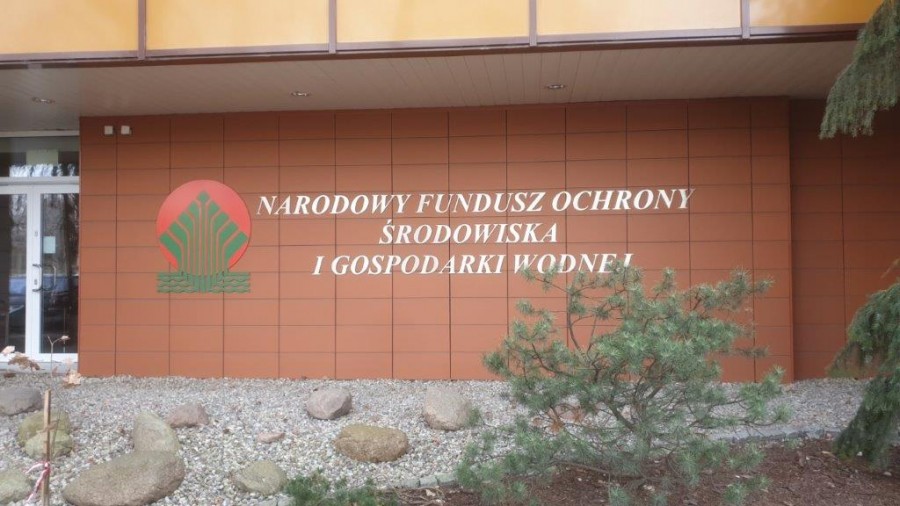 NARODOWY FUNDUSZ OCHRONY
ŚRODOWISKA
I GOSPODARKI WODNEJ